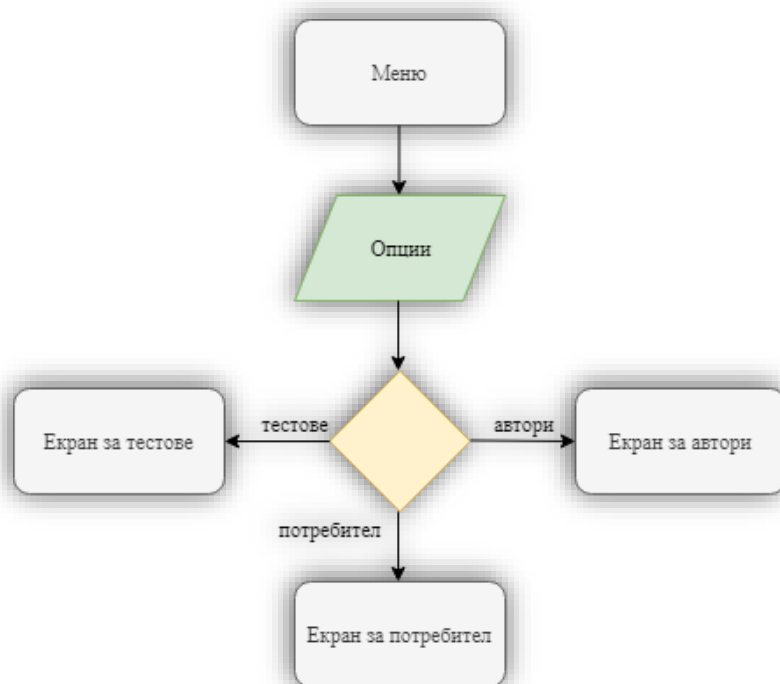 Меню
Опции
тестове
автори
Екран за тестове
Екран за автори
потребител
Екран за потребител